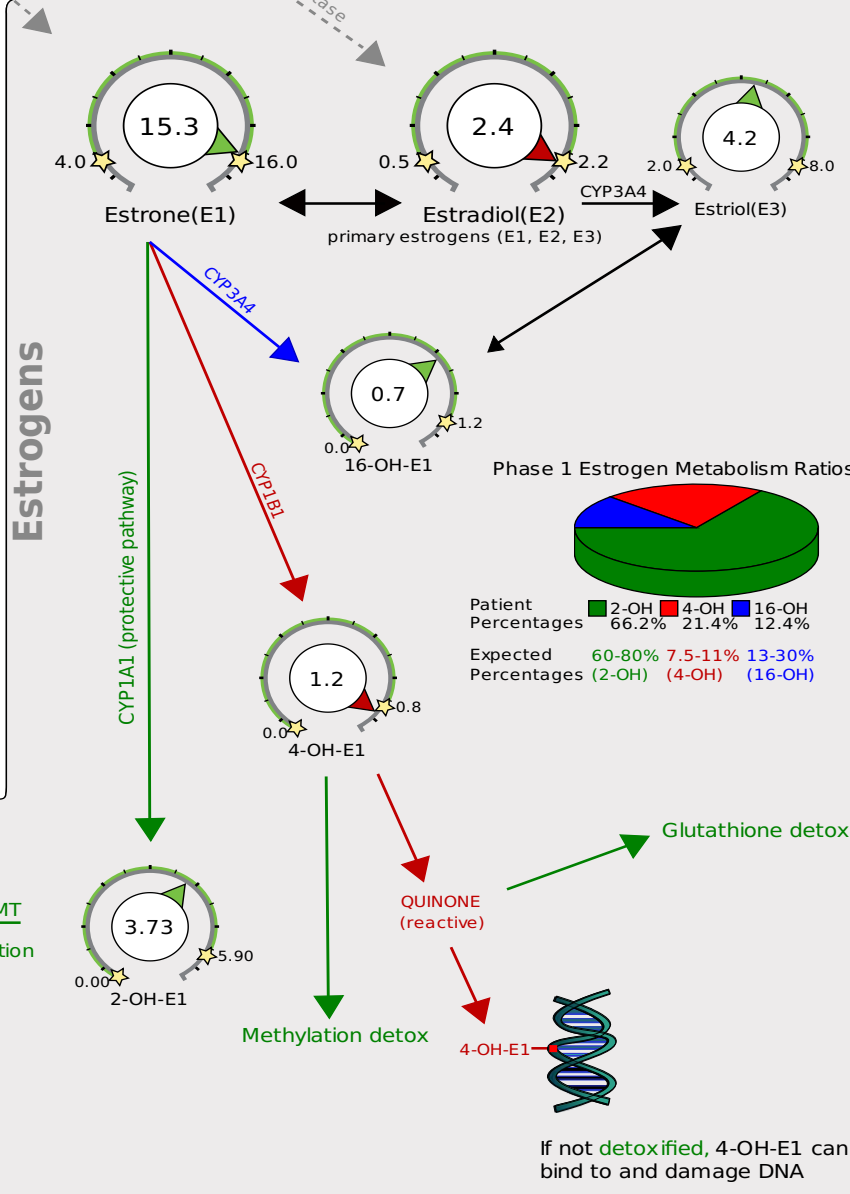 15.3
4.0
16.0
Estrone(E1)
2.4
0.5
2.2
Estradiol(E2)
primary estrogens (E1, E2, E3)
CYP3A4
4.2
2.0
8.0
Estriol(E3)
Estrogens
CYP3A4
0.7
0.0
1.2
16-OH-E1
CYP1B1
CYP1A1 (protective pathway)
Phase 1 Estrogen Metabolism Ratios
Patient Percentages
2-OH 66.2%
4-OH 21.4%
16-OH 12.4%
Expected Percentages
60-80% (2-OH)
7.5-11% (4-OH)
13-30% (16-OH)
1.2
0.0
0.8
4-OH-E1
Glutathione detox
QUINONE
(reactive)
MT
tion
3.73
0.00
5.90
2-OH-E1
Methylation detox
4-OH-E1
If not detoxified, 4-OH-E1 can
bind to and damage DNA